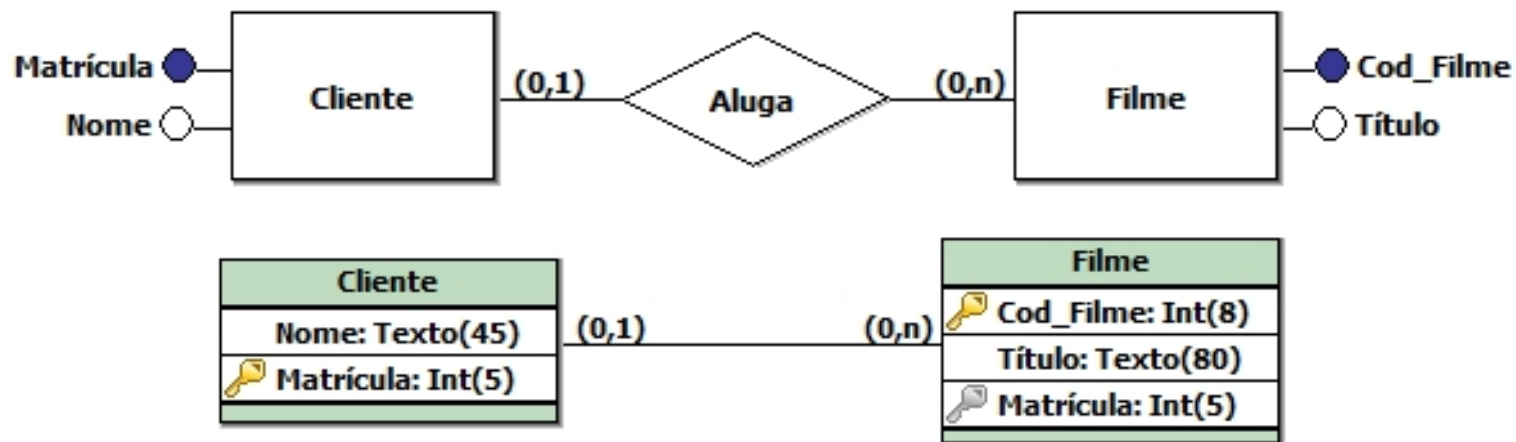 Matrícula
Nome
Cliente
(0,1)
Aluga
(0,n)
Filme
Cod_Filme
Título
Cliente
Nome: Texto(45)
Matrícula: Int(5)
(0,1)
(0,n)
Filme
Cod_Filme: Int(8)
Título: Texto(80)
Matrícula: Int(5)